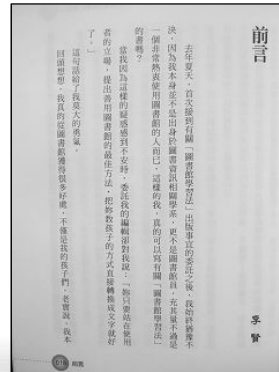 前言
李賢
去年夏天，首次接到有關「圖書館學習法」出版事宜的委託之後，我始終猶豫不
決，因為我本身並不是出身於圖書資訊相關學系，更不是圖書館員，充其量不過是
一個非常熱衷使用圖書館的人而已，這樣的我，真的可以寫有關「圖書館學習法」
的書嗎？
當我因為這樣的疑惑感到不安時，委託我的編輯卻對我說：「妳只要站在使用
者的立場，提出善用圖書館的最佳方法，把妳教孩子的方式直接轉換成文字就好
了。」
這句話給了我莫大的勇氣。
回頭想想，我真的從圖書館獲得很多好處，不僅是我的孩子們，老實說，我本
前言